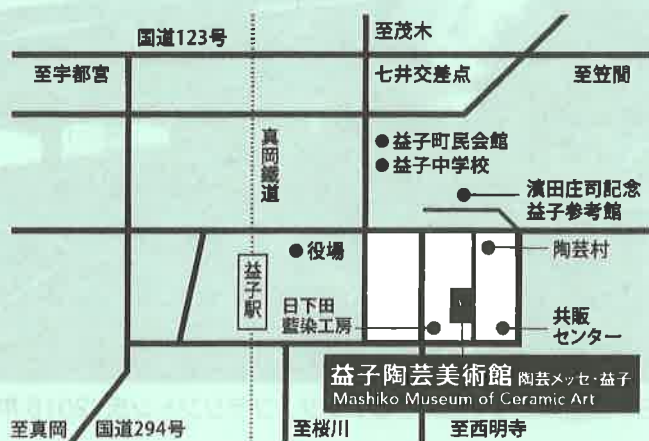 国道123号
至茂木
至宇都宮
七井交差点
至笠間
真岡鐵道
益子町民会館
益子中学校
濱田庄司記念
益子参考館
役場
陶芸村
益子駅
日下田
藍染工房
共販
センター
益子陶芸美術館 陶芸メッセ・益子
Mashiko Museum of Ceramic Art
至真岡
国道294号
至桜川
至西明寺